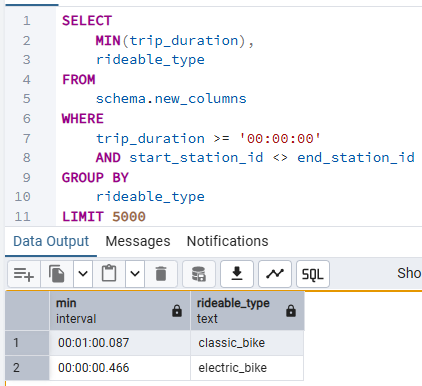 1 SELECT
2 MIN(trip_duration),
3 rideable_type
4 FROM
5 schema.new_columns
6 WHERE
7 trip_duration >= '00:00:00'
8 AND start_station_id <> end_station_id
9 GROUP BY
10 rideable_type
11 LIMIT 5000
Data Output Messages Notifications
SQL Sho
min rideable_type
interval text
1 00:01:00.087 classic_bike
2 00:00:00.466 electric_bike